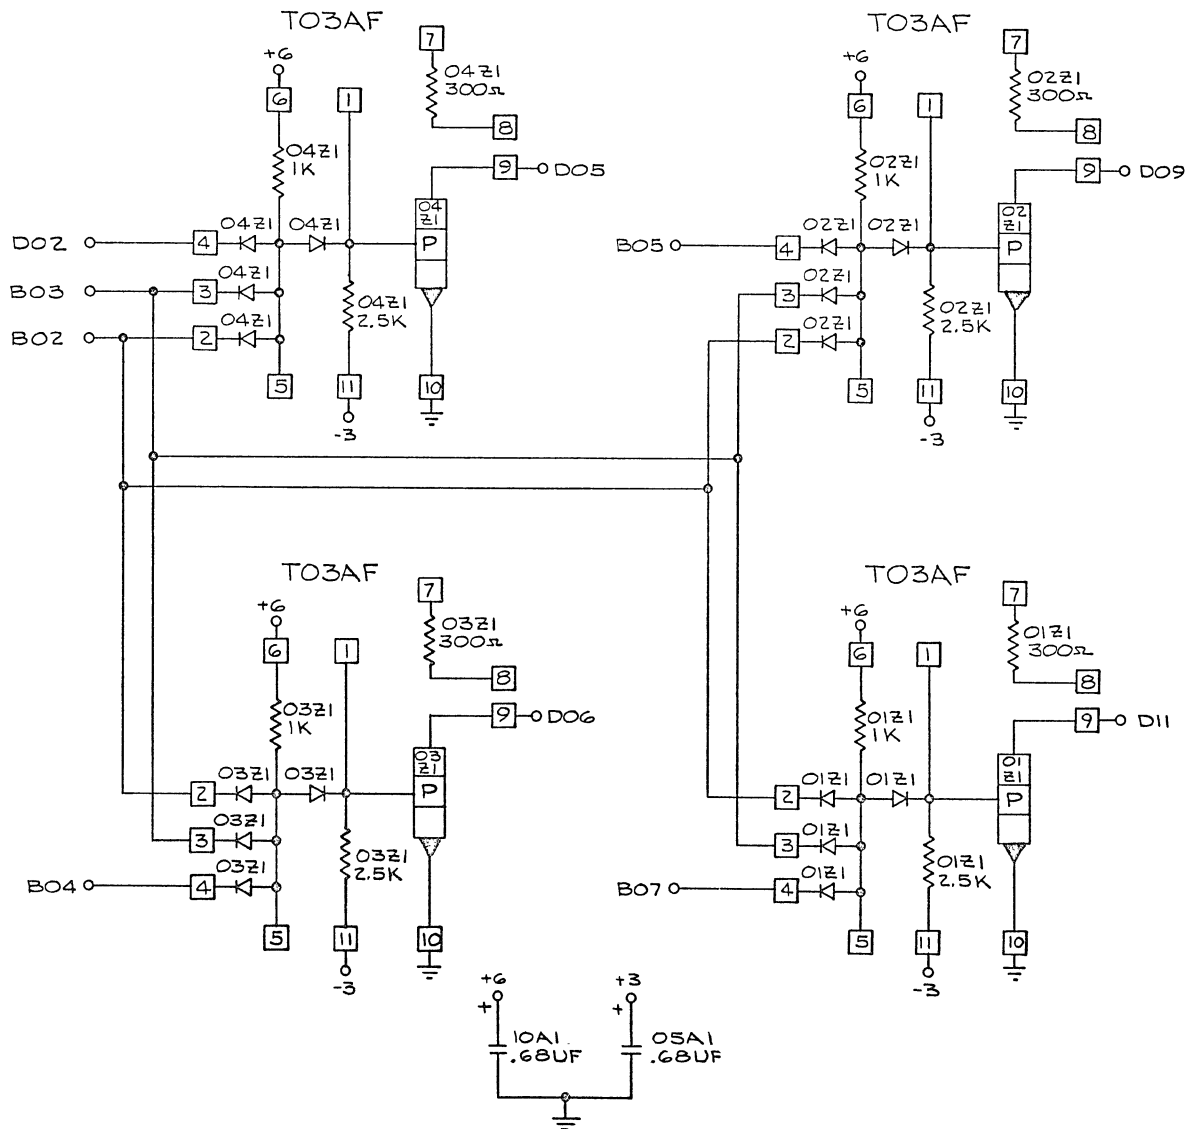 T03AF
7
+6
04Z1
300Ω
6
1
8
04Z1
1K
9
D05
04
Z1
04Z1
04Z1
D02
4
P
04Z1
B03
3
04Z1
2.5K
04Z1
B02
2
5
11
10
-3
T03AF
7
+6
02Z1
300Ω
6
1
8
02Z1
1K
9
D09
02
Z1
02Z1
02Z1
B05
4
P
02Z1
3
02Z1
2.5K
02Z1
2
5
11
10
-3
T03AF
7
+6
03Z1
300Ω
6
1
8
03Z1
1K
9
D06
03
Z1
03Z1
03Z1
2
P
03Z1
3
03Z1
2.5K
03Z1
B04
4
5
11
10
-3
T03AF
7
+6
01Z1
300Ω
6
1
8
01Z1
1K
9
D11
01
Z1
01Z1
01Z1
2
P
01Z1
3
01Z1
2.5K
01Z1
B07
4
5
11
10
-3
+6
+
10A1
.68UF
+3
+
05A1
.68UF